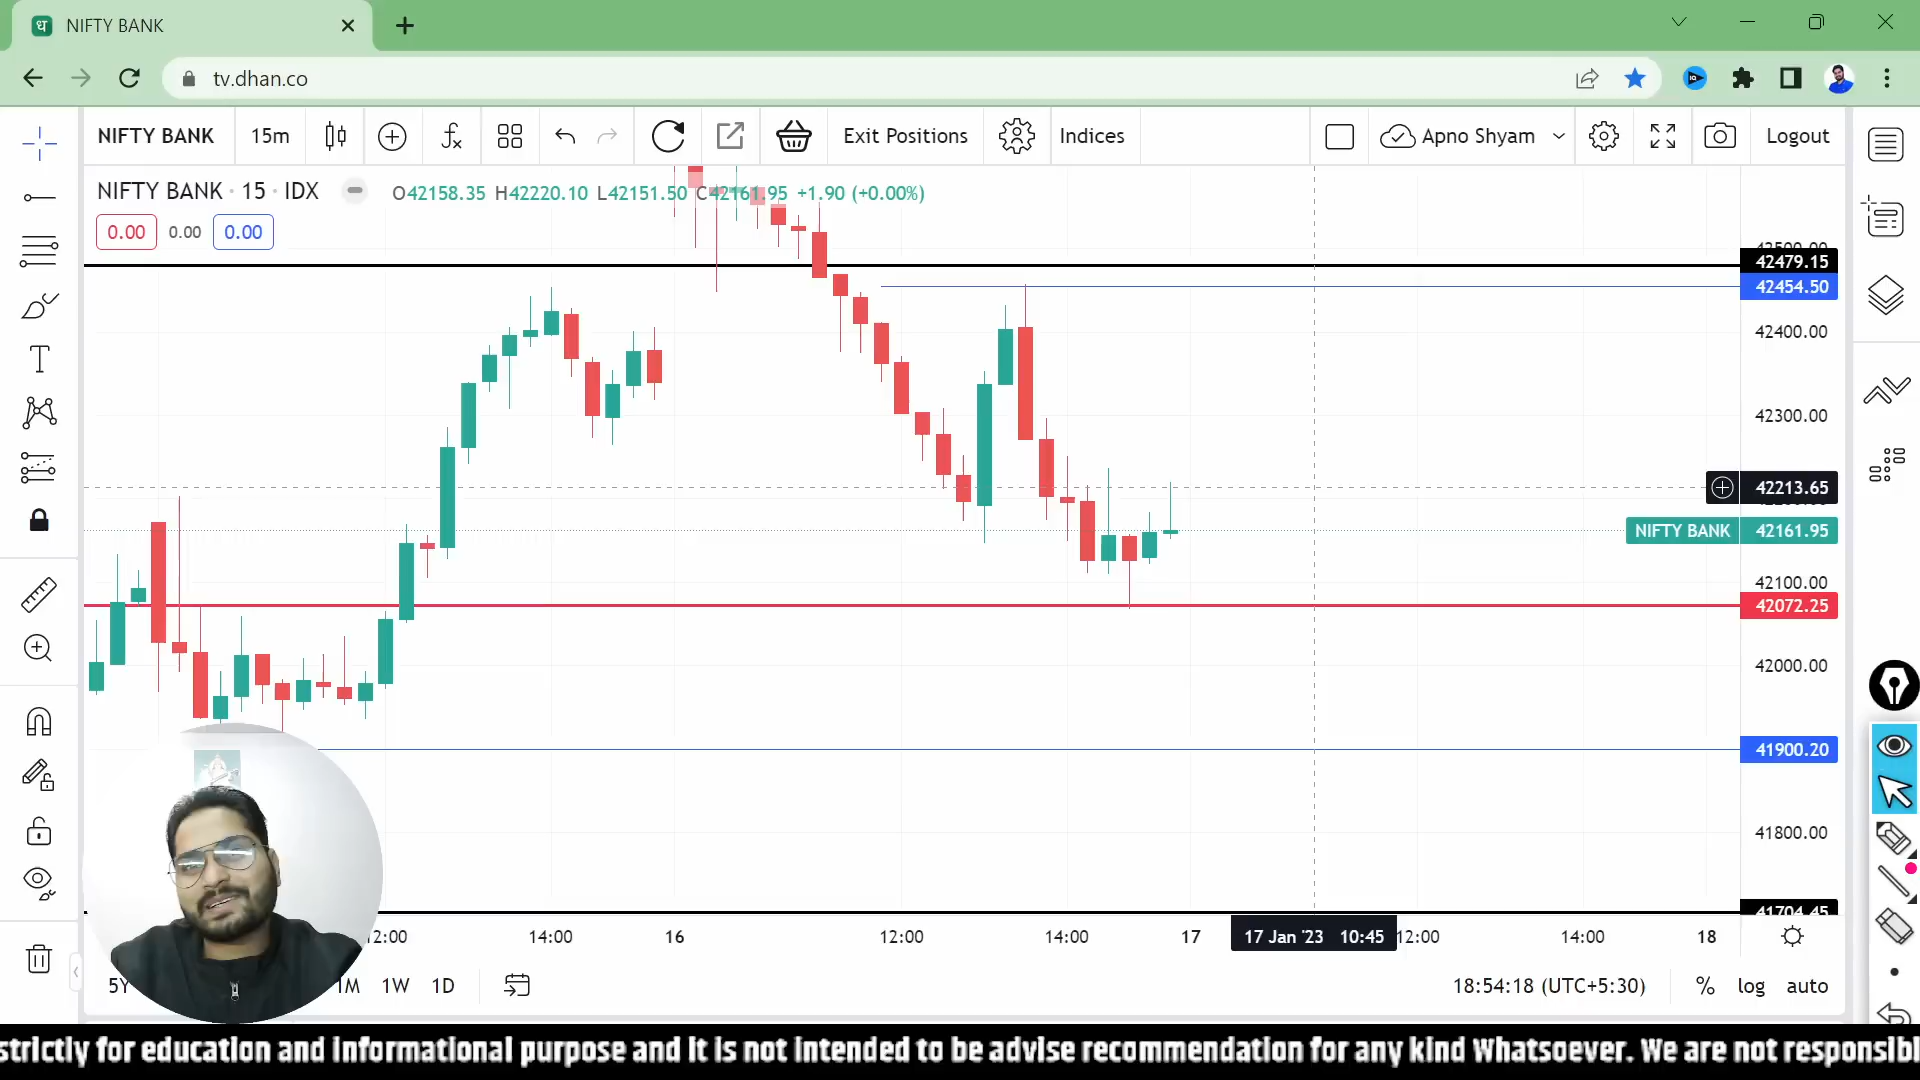 NIFTY BANK
tv.dhan.co
NIFTY BANK 15m Exit Positions Indices Apno Shyam Logout
NIFTY BANK · 15 · IDX O42158.35 H42220.10 L42151.50 C42161.95 +1.90 (+0.00%)
0.00 0.00 0.00
42500.00
42479.15
42454.50
42400.00
42300.00
42213.65
NIFTY BANK 42161.95
42100.00
42072.25
42000.00
41900.20
41800.00
41704.45
12:00 14:00 16 12:00 14:00 17 17 Jan '23 10:45 12:00 14:00 18
5Y 1M 1W 1D 18:54:18 (UTC+5:30) % log auto
strictly for education and informational purpose and it is not intended to be advise recommendation for any kind Whatsoever. We are not responsibl